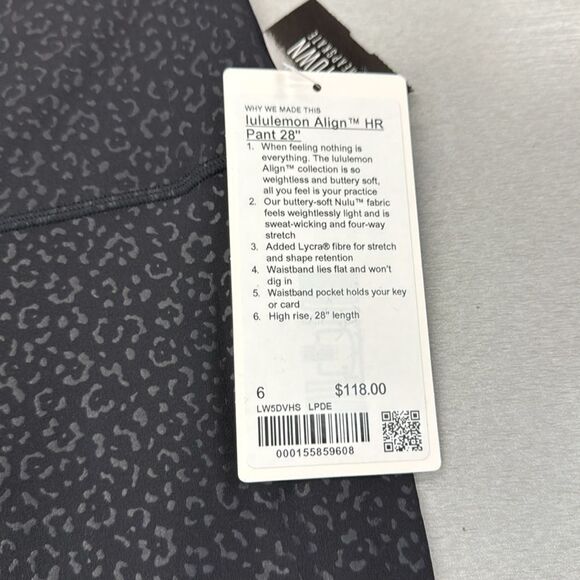 WHY WE MADE THIS
lululemon Align™ HR
Pant 28"
1. When feeling nothing is
everything. The lululemon
Align™ collection is so
weightless and buttery soft,
all you feel is your practice
2. Our buttery-soft Nulu™ fabric
feels weightlessly light and is
sweat-wicking and four-way
stretch
3. Added Lycra® fibre for stretch
and shape retention
4. Waistband lies flat and won't
dig in
5. Waistband pocket holds your key
or card
6. High rise, 28" length
6 $118.00
LW5DVHS LPDE
000155859608